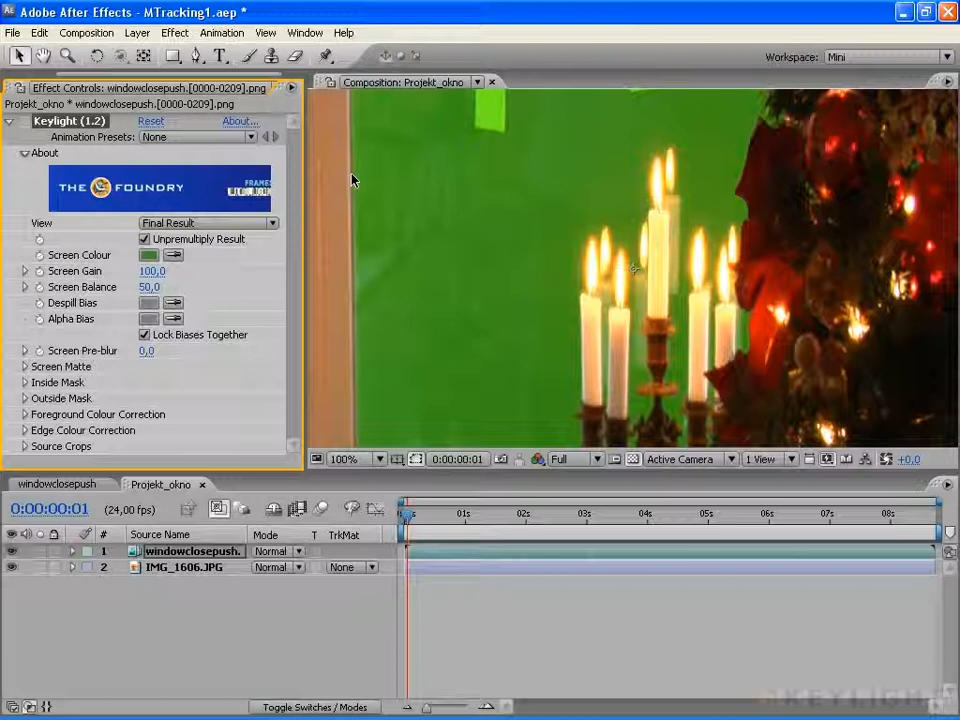 Adobe After Effects - MTracking1.aep *
File Edit Composition Layer Effect Animation View Window Help
Workspace: Mini
Effect Controls: windowclosepush.[0000-0209].png
Projekt_okno * windowclosepush.[0000-0209].png
Keylight (1.2) Reset About...
Animation Presets: None
About
THE FOUNDRY
View Final Result
Unpremultiply Result
Screen Colour
Screen Gain 100,0
Screen Balance 50,0
Despill Bias
Alpha Bias
Lock Biases Together
Screen Pre-blur 0,0
Screen Matte
Inside Mask
Outside Mask
Foreground Colour Correction
Edge Colour Correction
Source Crops
Composition: Projekt_okno
100% 0:00:00:01 Full Active Camera 1 View +0,0
windowclosepush Projekt_okno
0:00:00:01 (24,00 fps)
01s 02s 03s 04s 05s 06s 07s 08s
# Source Name Mode T TrkMat
1 windowclosepush. Normal
2 IMG_1606.JPG Normal None
Toggle Switches / Modes
KEYLIGH